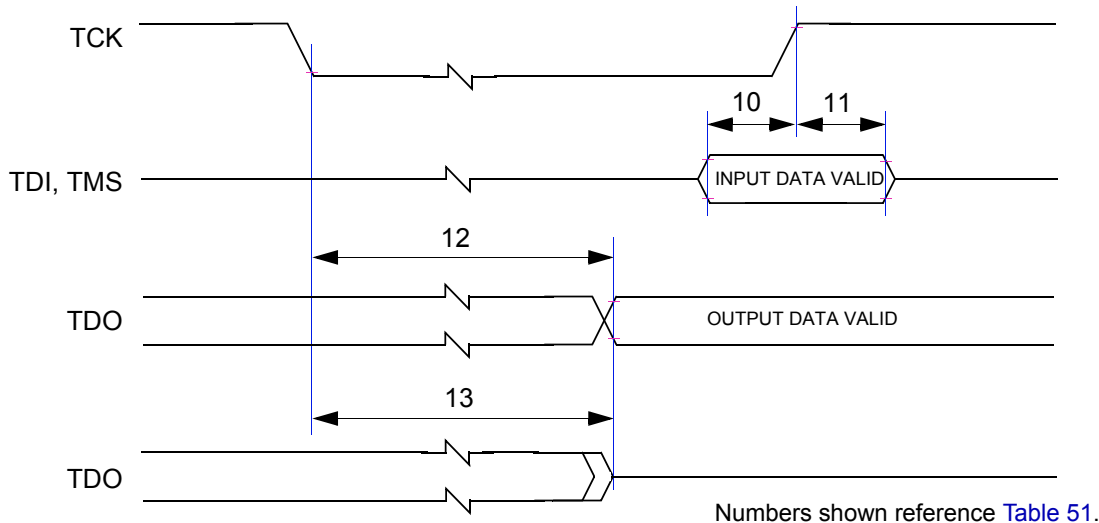 TCK
10
11
TDI, TMS
INPUT DATA VALID
12
TDO
OUTPUT DATA VALID
13
TDO
Numbers shown reference Table 51.